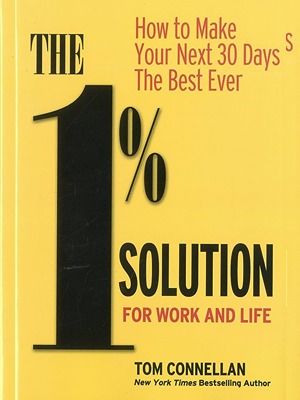 How to Make
Your Next 30 Days
S
The Best Ever
THE
1%
SOLUTION
FOR WORK AND LIFE
TOM CONNELLAN
New York Times Bestselling Author